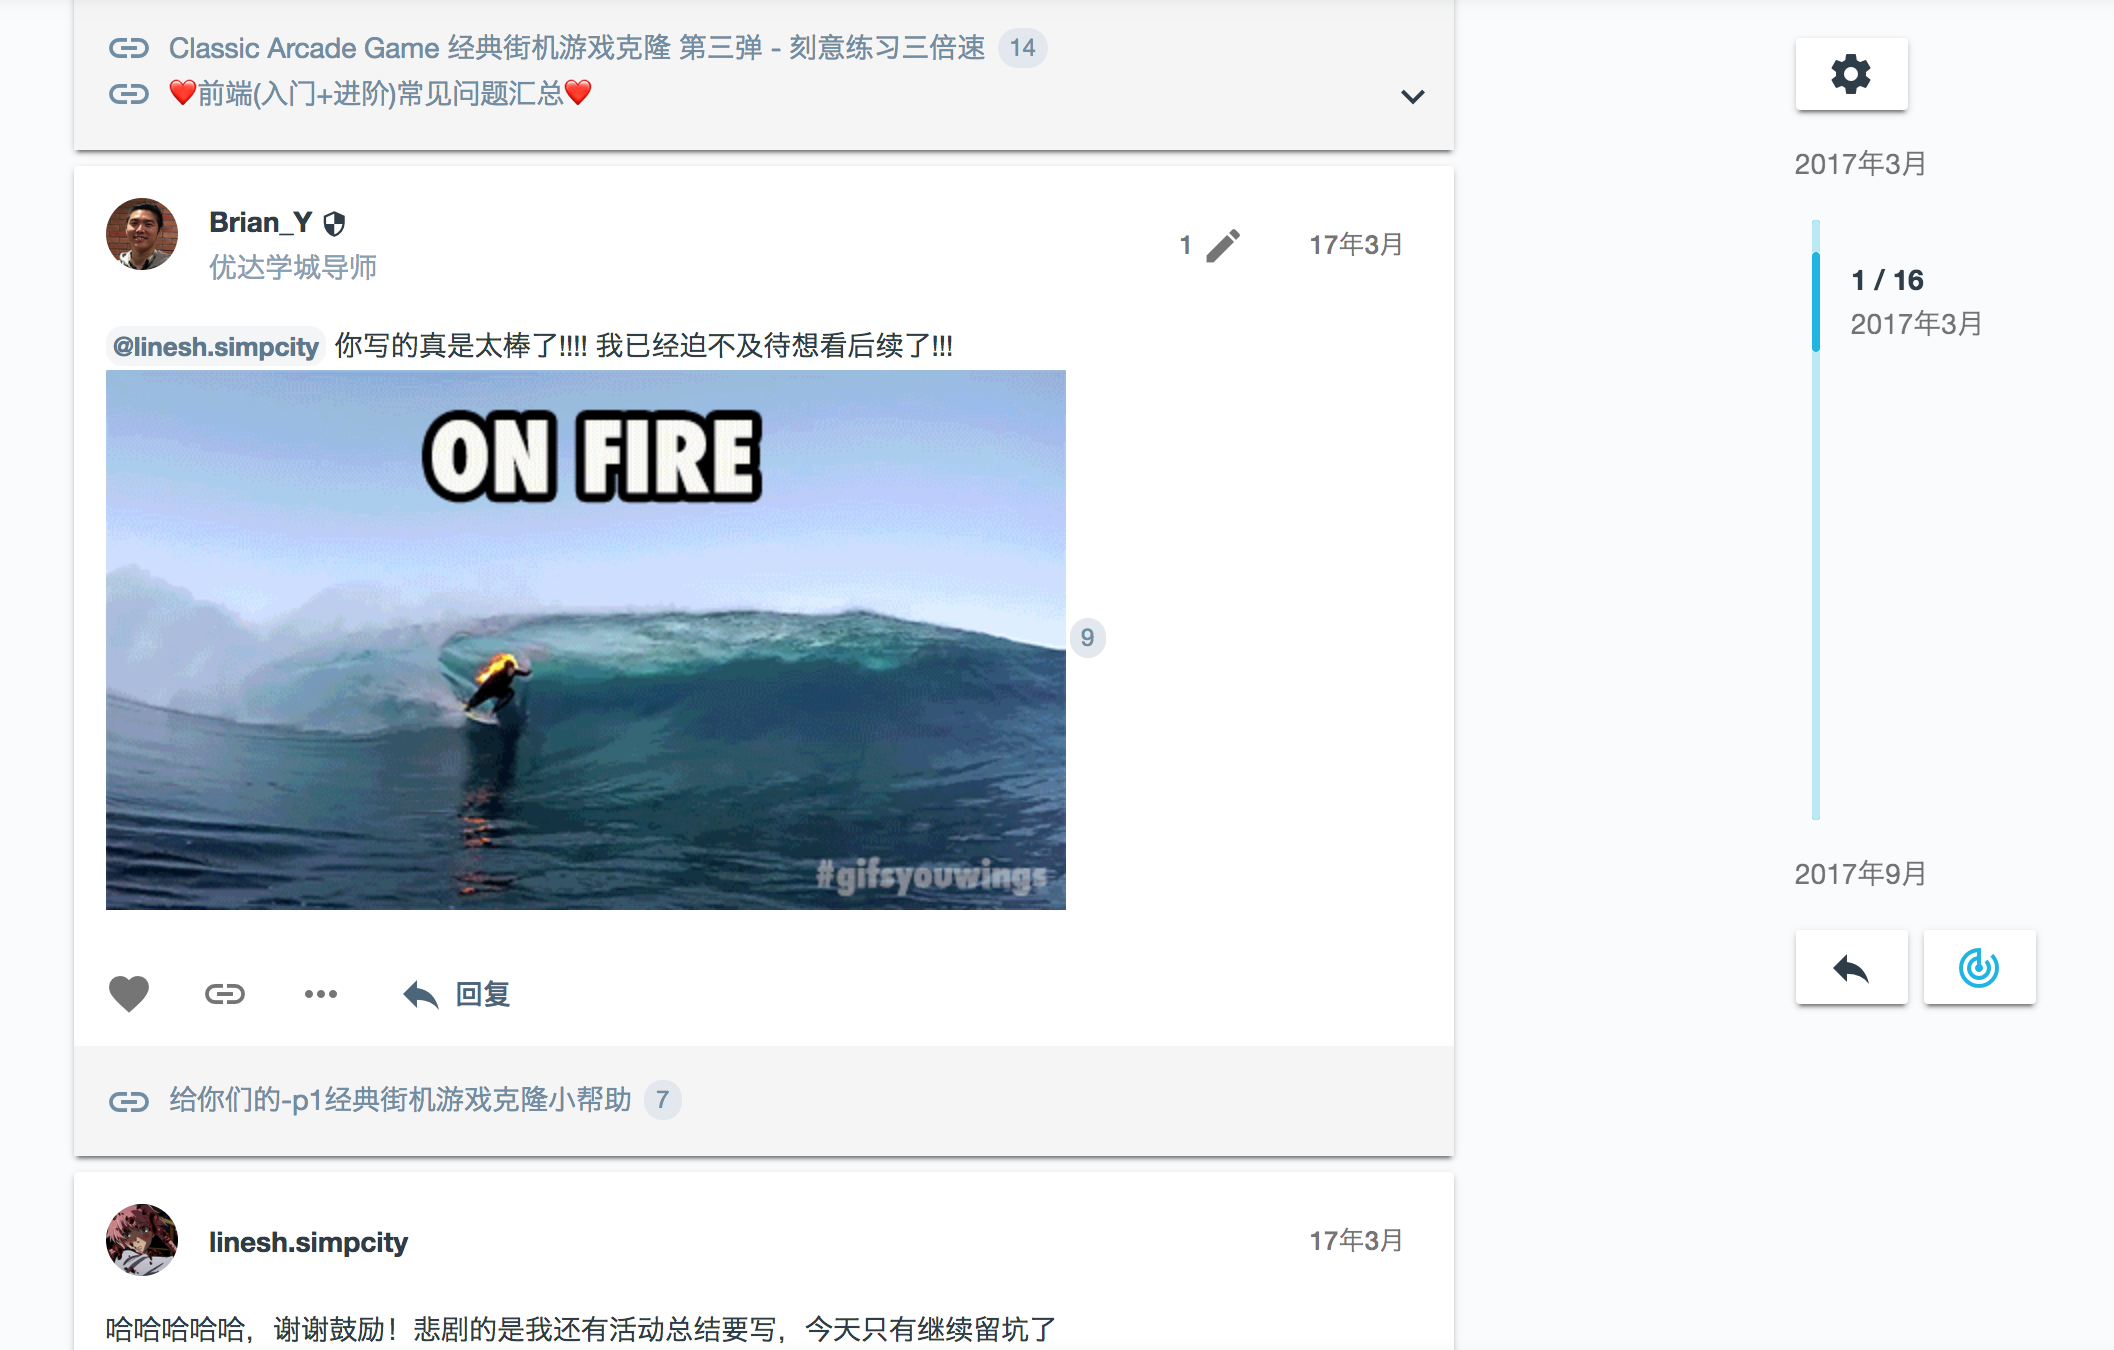 Classic Arcade Game 经典街机游戏克隆 第三弹 - 刻意练习三倍速 14
❤️前端(入门+进阶)常见问题汇总❤️
Brian_Y
优达学城导师
1
17年3月
@linesh.simpcity 你写的真是太棒了!!!! 我已经迫不及待想看后续了!!!
ON FIRE
#gifsyouwings
9
回复
给你们的-p1经典街机游戏克隆小帮助 7
linesh.simpcity
17年3月
哈哈哈哈哈，谢谢鼓励！悲剧的是我还有活动总结要写，今天只有继续留坑了
2017年3月
1 / 16
2017年3月
2017年9月